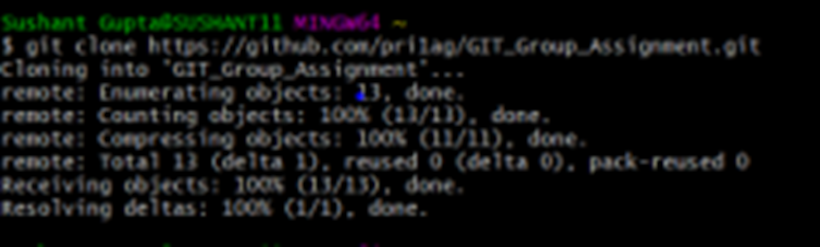 Sushant Gupta@SUSHANT11 MINGW64 ~
$ git clone https://github.com/prilag/GIT_Group_Assignment.git
Cloning into 'GIT_Group_Assignment'...
remote: Enumerating objects: 13, done.
remote: Counting objects: 100% (13/13), done.
remote: Compressing objects: 100% (11/11), done.
remote: Total 13 (delta 1), reused 0 (delta 0), pack-reused 0
Receiving objects: 100% (13/13), done.
Resolving deltas: 100% (1/1), done.